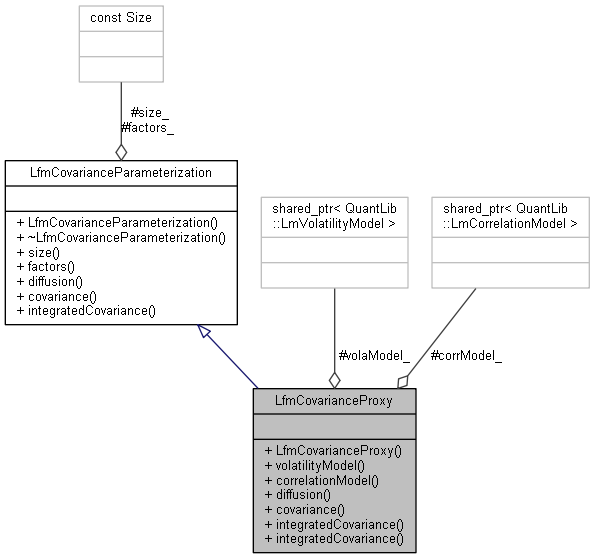 const Size
#size_
#factors_
LfmCovarianceParameterization
+ LfmCovarianceParameterization()
+ ~LfmCovarianceParameterization()
+ size()
+ factors()
+ diffusion()
+ covariance()
+ integratedCovariance()
shared_ptr< QuantLib
::LmVolatilityModel >
shared_ptr< QuantLib
::LmCorrelationModel >
#volaModel_
#corrModel_
LfmCovarianceProxy
+ LfmCovarianceProxy()
+ volatilityModel()
+ correlationModel()
+ diffusion()
+ covariance()
+ integratedCovariance()
+ integratedCovariance()